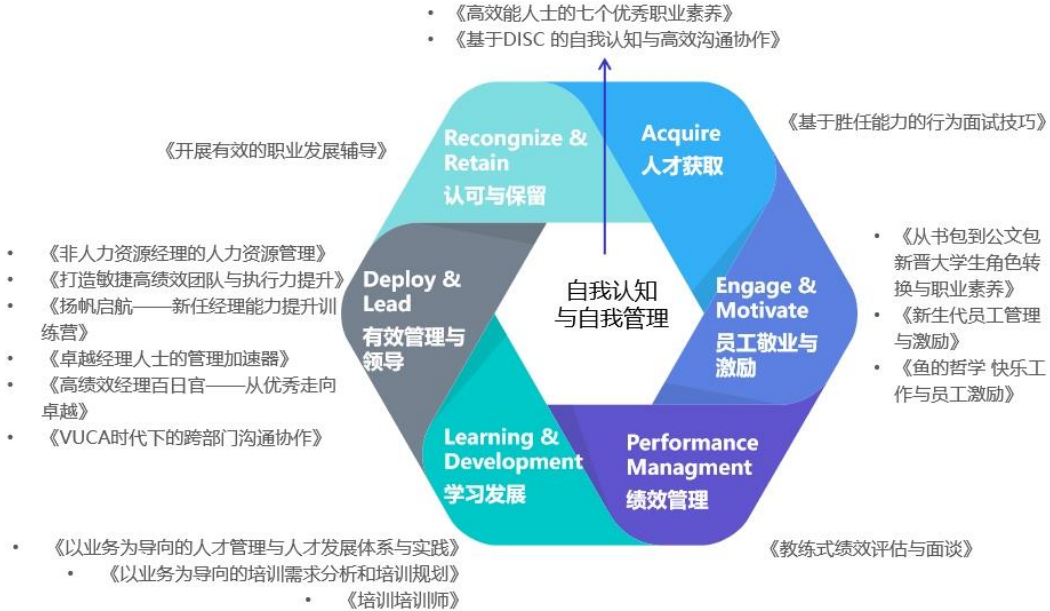 • 《高效能人士的七个优秀职业素养》
• 《基于DISC 的自我认知与高效沟通协作》
Recongnize &
Retain
认可与保留
Acquire
人才获取
《基于胜任能力的行为面试技巧》
《开展有效的职业发展辅导》
• 《非人力资源经理的人力资源管理》
• 《打造敏捷高绩效团队与执行力提升》
• 《扬帆启航——新任经理能力提升训
练营》
• 《卓越经理人士的管理加速器》
• 《高绩效经理百日官——从优秀走向
卓越》
• 《VUCA时代下的跨部门沟通协作》
Deploy &
Lead
有效管理与
领导
自我认知
与自我管理
Engage &
Motivate
员工敬业与
激励
• 《从书包到公文包
新晋大学生角色转
换与职业素养》
• 《新生代员工管理
与激励》
• 《鱼的哲学 快乐工
作与员工激励》
Learning &
Development
学习发展
Performance
Managment
绩效管理
• 《以业务为导向的人才管理与人才发展体系与实践》
• 《以业务为导向的培训需求分析和培训规划》
• 《培训培训师》
《教练式绩效评估与面谈》